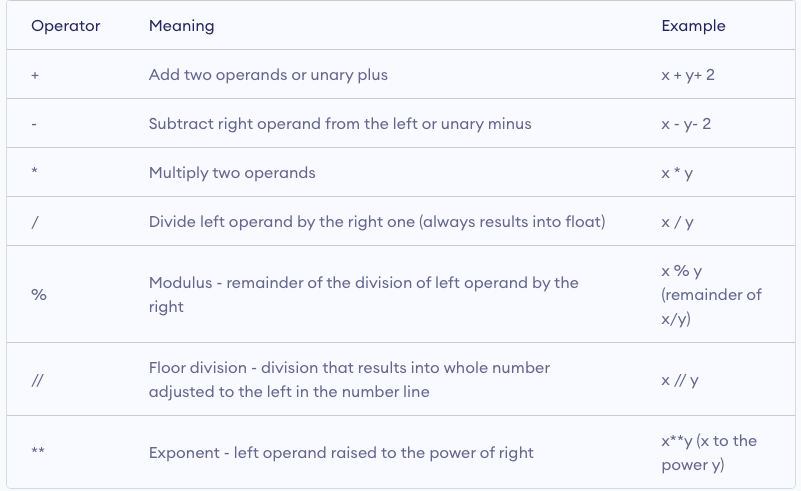 Operator Meaning Example
+ Add two operands or unary plus x + y+ 2
- Subtract right operand from the left or unary minus x - y- 2
* Multiply two operands x * y
/ Divide left operand by the right one (always results into float) x / y
% Modulus - remainder of the division of left operand by the
right
x % y
(remainder of
x/y)
// Floor division - division that results into whole number
adjusted to the left in the number line
x // y
** Exponent - left operand raised to the power of right
x**y (x to the
power y)